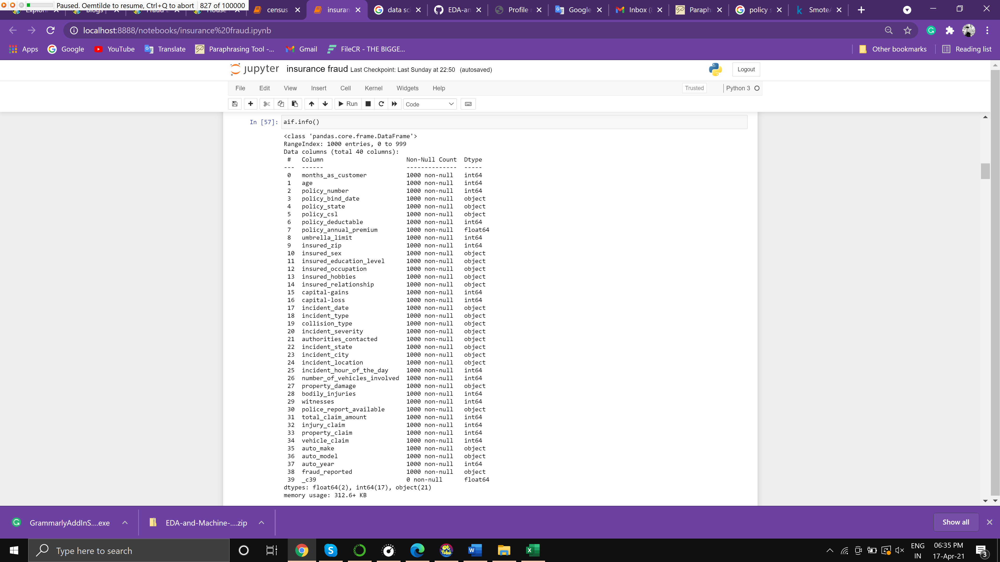 Paused. Oemtilde to resume, Ctrl+Q to abort 827 of 100000
census
insuran
data sci
EDA-an
Profile
Google
Inbox (
Paraph
policy s
Smote
localhost:8888/notebooks/insurance%20fraud.ipynb
Apps Google YouTube Translate Paraphrasing Tool -... Gmail FileCR - THE BIGGE... Other bookmarks Reading list
jupyter insurance fraud Last Checkpoint: Last Sunday at 22:50 (autosaved) Logout
File Edit View Insert Cell Kernel Widgets Help Trusted Python 3
Run Code
In [57]: aif.info()
<class 'pandas.core.frame.DataFrame'>
RangeIndex: 1000 entries, 0 to 999
Data columns (total 40 columns):
# Column Non-Null Count Dtype
--- ------ -------------- -----
0 months_as_customer 1000 non-null int64
1 age 1000 non-null int64
2 policy_number 1000 non-null int64
3 policy_bind_date 1000 non-null object
4 policy_state 1000 non-null object
5 policy_csl 1000 non-null object
6 policy_deductable 1000 non-null int64
7 policy_annual_premium 1000 non-null float64
8 umbrella_limit 1000 non-null int64
9 insured_zip 1000 non-null int64
10 insured_sex 1000 non-null object
11 insured_education_level 1000 non-null object
12 insured_occupation 1000 non-null object
13 insured_hobbies 1000 non-null object
14 insured_relationship 1000 non-null object
15 capital-gains 1000 non-null int64
16 capital-loss 1000 non-null int64
17 incident_date 1000 non-null object
18 incident_type 1000 non-null object
19 collision_type 1000 non-null object
20 incident_severity 1000 non-null object
21 authorities_contacted 1000 non-null object
22 incident_state 1000 non-null object
23 incident_city 1000 non-null object
24 incident_location 1000 non-null object
25 incident_hour_of_the_day 1000 non-null int64
26 number_of_vehicles_involved 1000 non-null int64
27 property_damage 1000 non-null object
28 bodily_injuries 1000 non-null int64
29 witnesses 1000 non-null int64
30 police_report_available 1000 non-null object
31 total_claim_amount 1000 non-null int64
32 injury_claim 1000 non-null int64
33 property_claim 1000 non-null int64
34 vehicle_claim 1000 non-null int64
35 auto_make 1000 non-null object
36 auto_model 1000 non-null object
37 auto_year 1000 non-null int64
38 fraud_reported 1000 non-null object
39 _c39 0 non-null float64
dtypes: float64(2), int64(17), object(21)
memory usage: 312.6+ KB
GrammarlyAddInS....exe EDA-and-Machine-....zip Show all
Type here to search
ENG 06:35 PM
IN 17-Apr-21 3